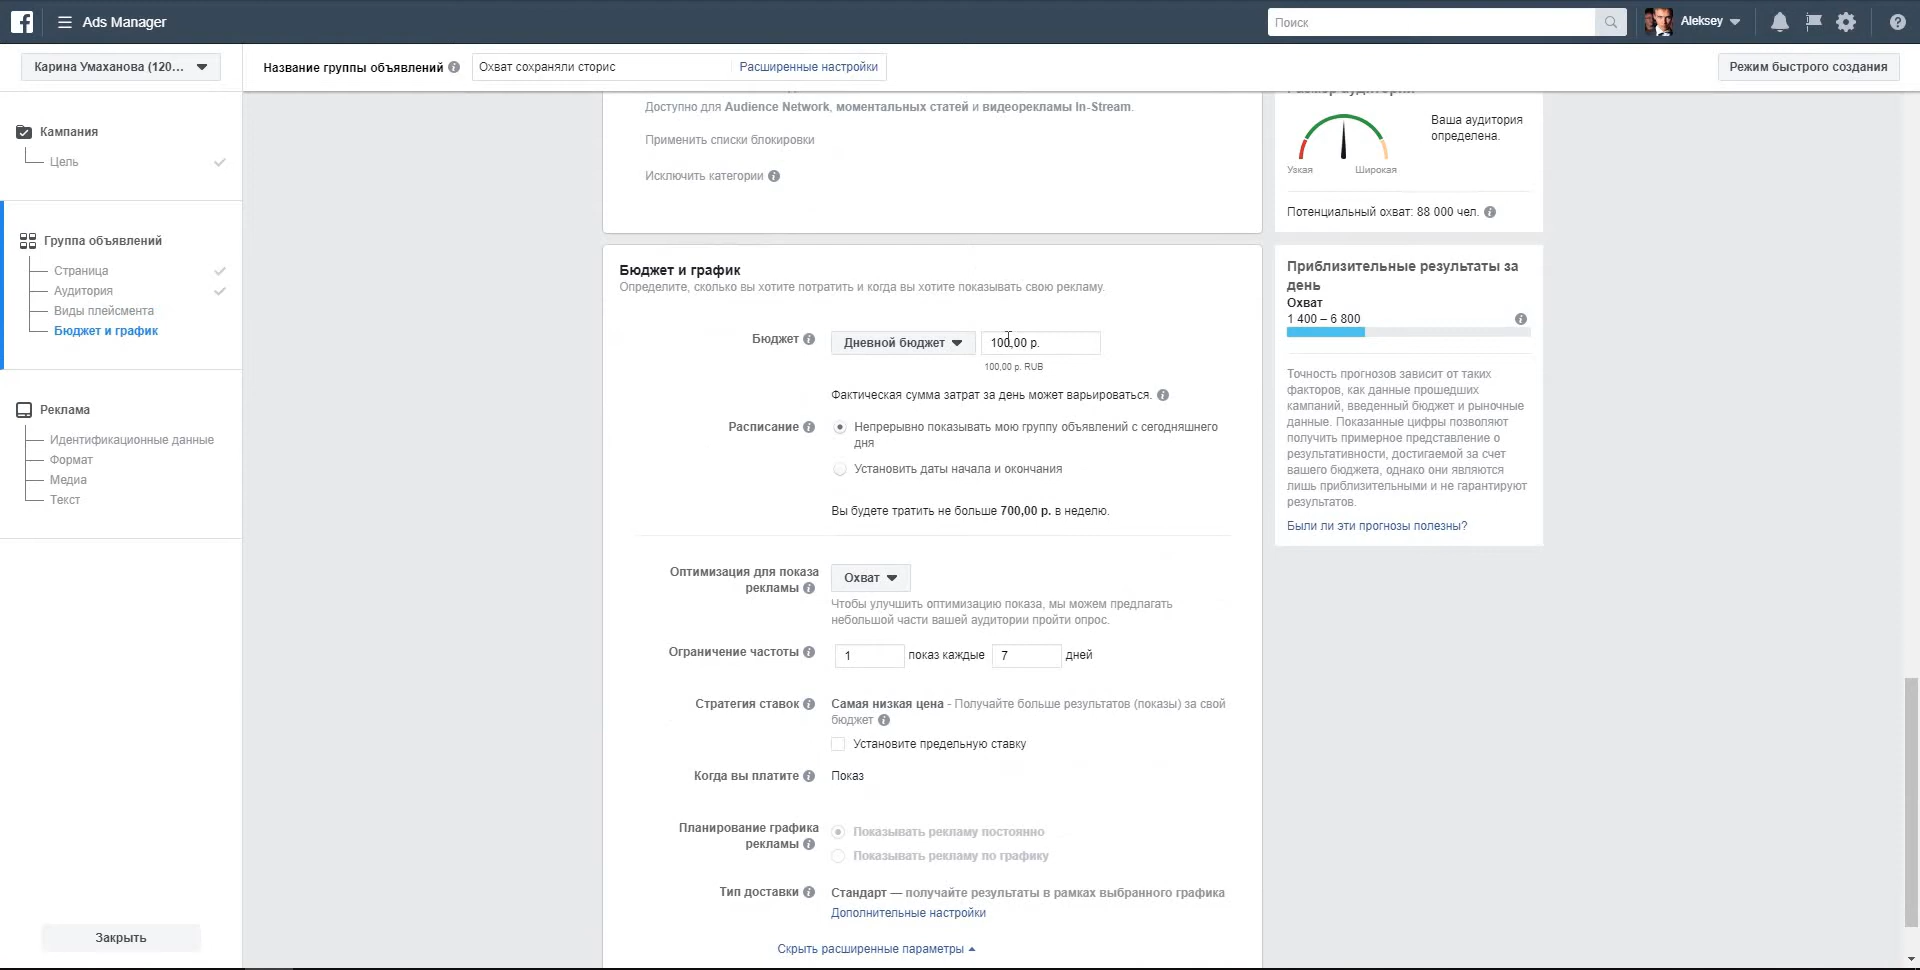 Ads Manager
Поиск
Aleksey
Карина Умаханова (120...
Название группы объявлений
Охват сохраняли сторис
Расширенные настройки
Режим быстрого создания
Кампания
Цель
Группа объявлений
Страница
Аудитория
Виды плейсмента
Бюджет и график
Реклама
Идентификационные данные
Формат
Медиа
Текст
Закрыть
Доступно для Audience Network, моментальных статей и видеорекламы In-Stream.
Применить списки блокировки
Исключить категории
Бюджет и график
Определите, сколько вы хотите потратить и когда вы хотите показывать свою рекламу.
Бюджет
Дневной бюджет
100,00 р.
100,00 р. RUB
Фактическая сумма затрат за день может варьироваться.
Расписание
Непрерывно показывать мою группу объявлений с сегодняшнего
дня
Установить даты начала и окончания
Вы будете тратить не больше 700,00 р. в неделю.
Оптимизация для показа
рекламы
Охват
Чтобы улучшить оптимизацию показа, мы можем предлагать
небольшой части вашей аудитории пройти опрос.
Ограничение частоты
1 показ каждые 7 дней
Стратегия ставок
Самая низкая цена - Получайте больше результатов (показы) за свой
бюджет
Установите предельную ставку
Когда вы платите
Показ
Планирование графика
рекламы
Показывать рекламу постоянно
Показывать рекламу по графику
Тип доставки
Стандарт — получайте результаты в рамках выбранного графика
Дополнительные настройки
Скрыть расширенные параметры
Размер аудитории
Ваша аудитория
определена.
Узкая
Широкая
Потенциальный охват: 88 000 чел.
Приблизительные результаты за
день
Охват
1 400 – 6 800
Точность прогнозов зависит от таких
факторов, как данные прошедших
кампаний, введенный бюджет и рыночные
данные. Показанные цифры позволяют
получить примерное представление о
результативности, достигаемой за счет
вашего бюджета, однако они являются
лишь приблизительными и не гарантируют
результатов.
Были ли эти прогнозы полезны?